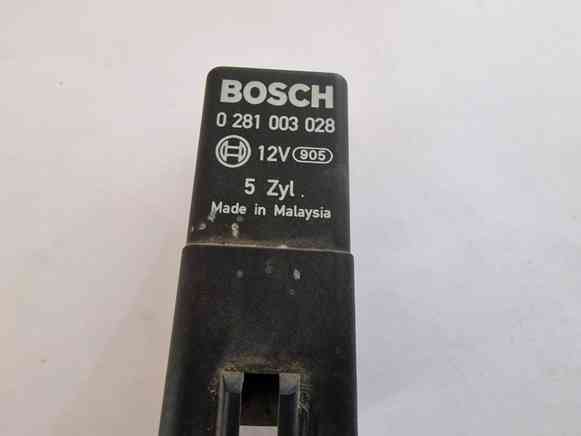 BOSCH
0 281 003 028
12V 905
5 Zyl.
Made in Malaysia